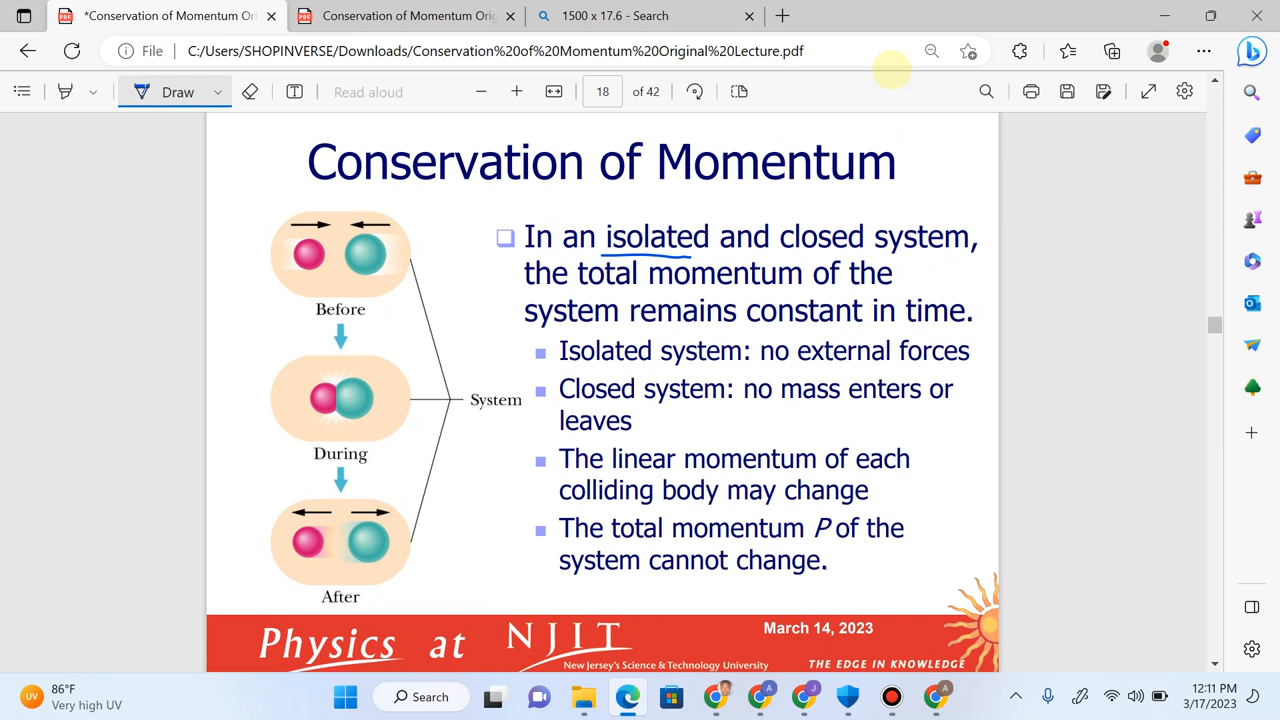 *Conservation of Momentum Ori
Conservation of Momentum Orig
1500 x 17.6 - Search
File
C:/Users/SHOPINVERSE/Downloads/Conservation%20of%20Momentum%20Original%20Lecture.pdf
Draw
Read aloud
18 of 42
Conservation of Momentum
In an isolated and closed system,
the total momentum of the
system remains constant in time.
Isolated system: no external forces
Closed system: no mass enters or
leaves
The linear momentum of each
colliding body may change
The total momentum P of the
system cannot change.
Before
During
After
System
Physics at NJIT
New Jersey's Science & Technology University
March 14, 2023
THE EDGE IN KNOWLEDGE
UV
86°F
Very high UV
Search
12:11 PM
3/17/2023